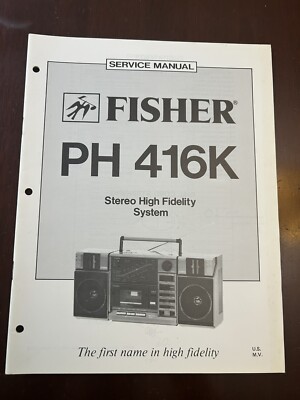 SERVICE MANUAL
FISHER®
PH 416K
Stereo High Fidelity
System
The first name in high fidelity
U.S.
M.V.